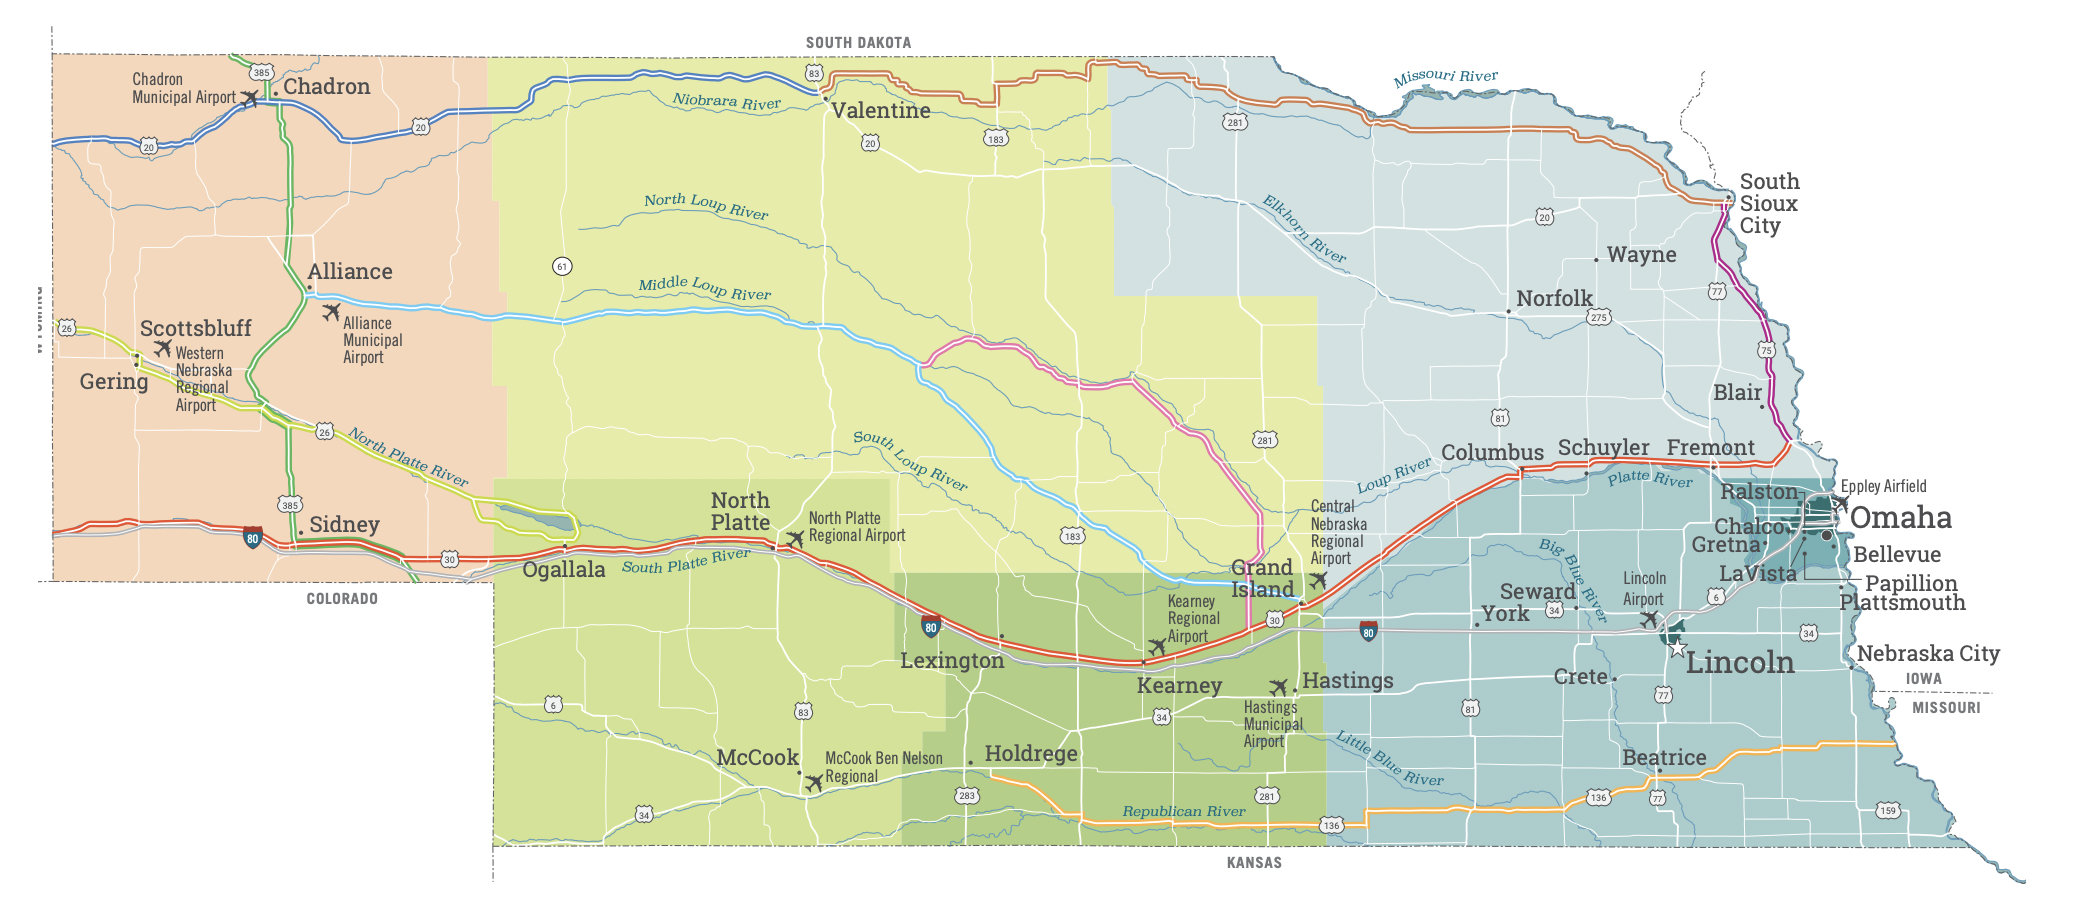 SOUTH DAKOTA
Chadron
Municipal Airport
385
Chadron
83
Missouri River
Niobrara River
Valentine
20
20
20
183
281
South
Sioux
City
North Loup River
Elkhorn River
20
Wayne
61
Alliance
Middle Loup River
77
Norfolk
275
26
Scottsbluff
Alliance
Municipal
Airport
Western
Nebraska
Regional
Airport
Gering
75
Blair
26
North Platte River
South Loup River
281
81
Columbus
Schuyler
Fremont
Loup River
Platte River
Ralston
Eppley Airfield
385
Sidney
North
Platte
North Platte
Regional Airport
183
Central
Nebraska
Regional
Airport
Chalco
Omaha
Gretna
80
30
Ogallala
South Platte River
Grand
Island
Big Blue River
Bellevue
LaVista
Papillion
Plattsmouth
COLORADO
Lincoln
Airport
6
Seward
34
York
Kearney
Regional
Airport
30
80
80
34
Lexington
Lincoln
Nebraska City
IOWA
MISSOURI
Kearney
Hastings
Crete
77
6
83
34
Hastings
Municipal
Airport
81
Little Blue River
McCook
McCook Ben Nelson
Regional
Holdrege
Beatrice
34
283
281
Republican River
136
136
77
159
KANSAS